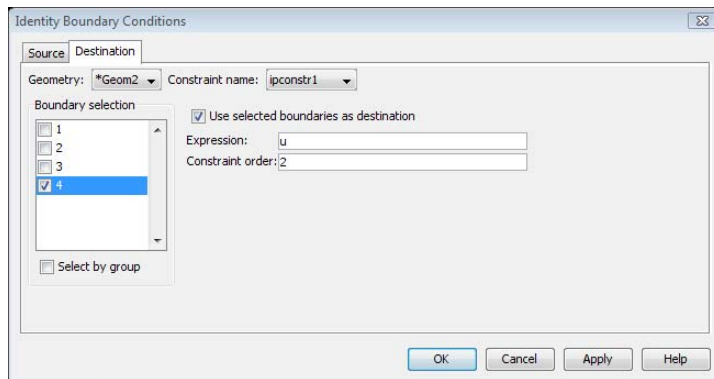 Identity Boundary Conditions
Source Destination
Geometry: *Geom2 Constraint name: ipconstr1
Boundary selection
1
2
3
4
Select by group
Use selected boundaries as destination
Expression: u
Constraint order: 2
OK Cancel Apply Help